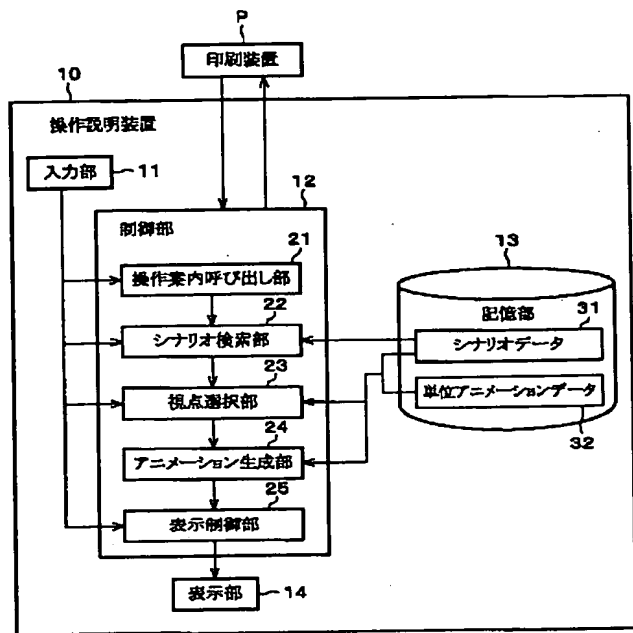 P
印刷装置
10
操作説明装置
入力部
11
12
制御部
21
操作案内呼び出し部
22
シナリオ検索部
23
視点選択部
24
アニメーション生成部
25
表示制御部
表示部
14
13
記憶部
31
シナリオデータ
単位アニメーションデータ
32